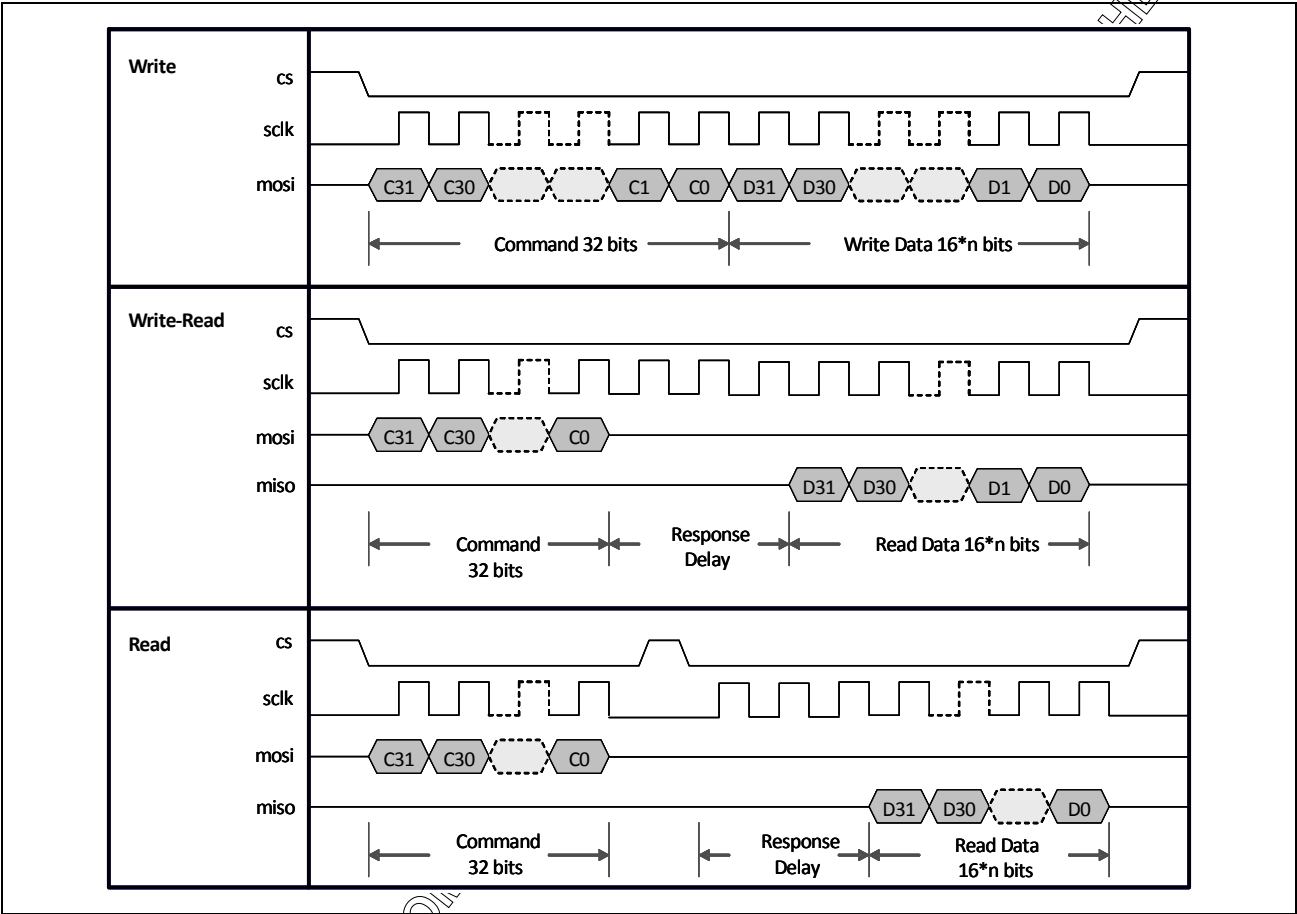 Write
cs
sclk
mosi
C31 C30 C1 C0 D31 D30 D1 D0
Command 32 bits
Write Data 16*n bits
Write-Read
cs
sclk
mosi
C31 C30 C0
miso
D31 D30 D1 D0
Command
32 bits
Response
Delay
Read Data 16*n bits
Read
cs
sclk
mosi
C31 C30 C0
miso
D31 D30 D0
Command
32 bits
Response
Delay
Read Data
16*n bits